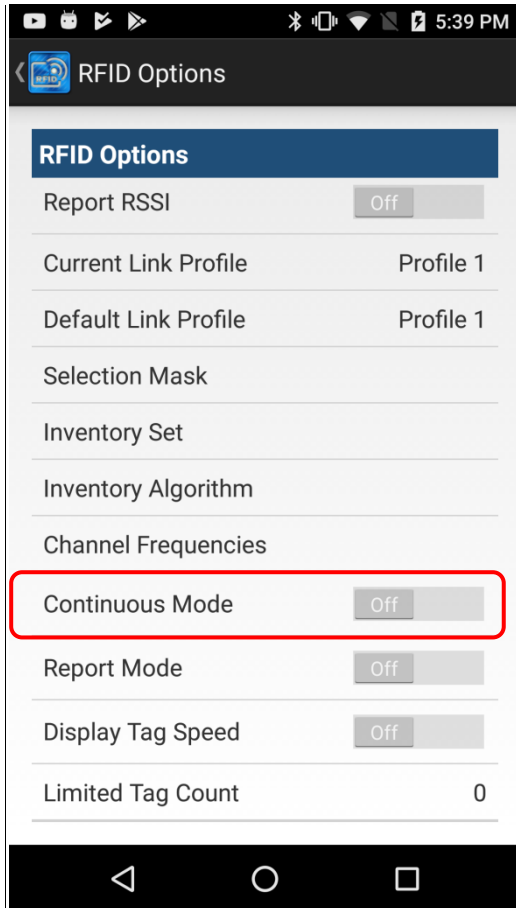 5:39 PM
RFID Options
RFID Options
Report RSSI Off
Current Link Profile Profile 1
Default Link Profile Profile 1
Selection Mask
Inventory Set
Inventory Algorithm
Channel Frequencies
Continuous Mode Off
Report Mode Off
Display Tag Speed Off
Limited Tag Count 0